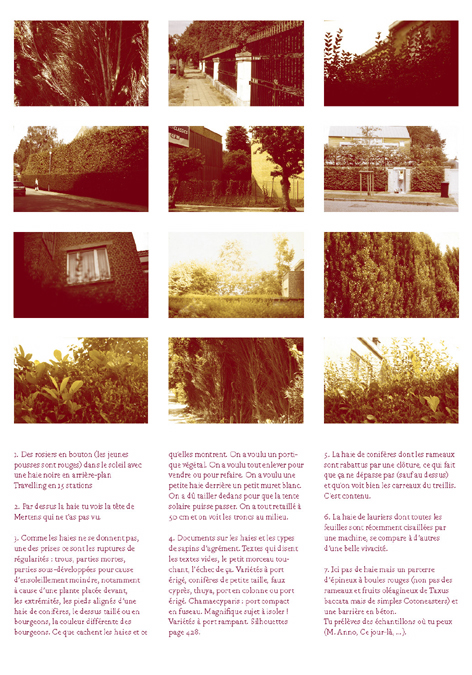 1. Des rosiers en bouton (les jeunes
pousses sont rouges) dans le soleil avec
une haie noire en arrière-plan
Travelling en 15 stations
2. Par dessus la haie tu vois la tête de
Mertens qui ne t'as pas vu.
3. Comme les haies ne se donnent pas,
une des prises ce sont les ruptures de
régularités : trous, parties mortes,
parties sous-développées pour cause
d'ensoleillement moindre, notamment
à cause d'une plante placée devant,
les extrémités, les pieds alignés d'une
haie de conifères, le dessus taillé ou en
bourgeons, la couleur différente des
bourgeons. Ce que cachent les haies et ce
qu'elles montrent. On a voulu un porti-
que végétal. On a voulu tout enlever pour
vendre ou pour refaire. On a voulu une
petite haie derrière un petit muret blanc.
On a dû tailler dedans pour que la tente
solaire puisse passer. On a tout retaillé à
50 cm et on voit les troncs au milieu.
4. Documents sur les haies et les types
de sapins d'agrément. Textes qui disent
les textes vides, le petit morceau tou-
chant, l'échec de ça. Variétés à port
érigé, conifères de petite taille, faux
cyprès, thuya, port en colonne ou port
érigé. Chamaecyparis : port compact
en fuseau. Magnifique sujet à isoler !
Variétés à port rampant. Silhouettes
page 428.
5. La haie de conifères dont les rameaux
sont rabattus par une clôture, ce qui fait
que ça ne dépasse pas (sauf au dessus)
et qu'on voit bien les carreaux du treillis.
C'est contenu.
6. La haie de lauriers dont toutes les
feuilles sont récemment cisaillées par
une machine, se compare à d'autres
d'une belle vivacité.
7. Ici pas de haie mais un parterre
d'épineux à boules rouges (non pas des
rameaux et fruits oléagineux de Taxus
baccata mais de simples Cotoneasters) et
une barrière en béton.
Tu prélèves des échantillons où tu peux
(M. Anno, Ce jour-là, ...).